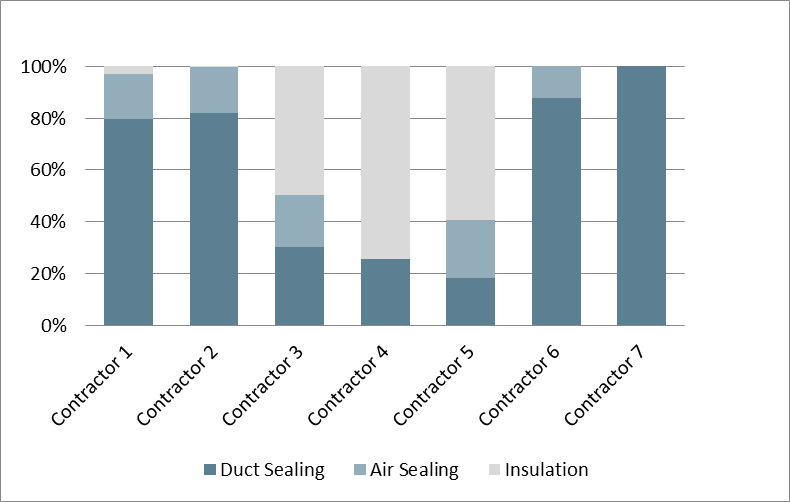 100%
80%
60%
40%
20%
0%
Contractor 1
Contractor 2
Contractor 3
Contractor 4
Contractor 5
Contractor 6
Contractor 7
Duct Sealing Air Sealing Insulation